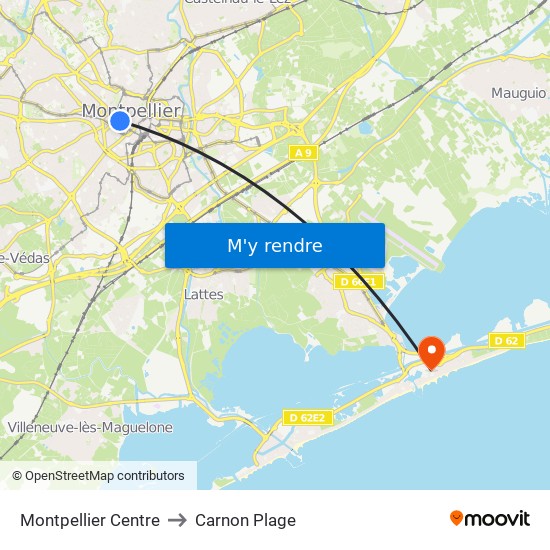 Castelnau-le-Lez
Montpellier
Mauguio
A 9
e-Védas
M'y rendre
D 66E1
Lattes
D 62
D 62E2
Villeneuve-lès-Maguelone
© OpenStreetMap contributors
Montpellier Centre → Carnon Plage
moovit